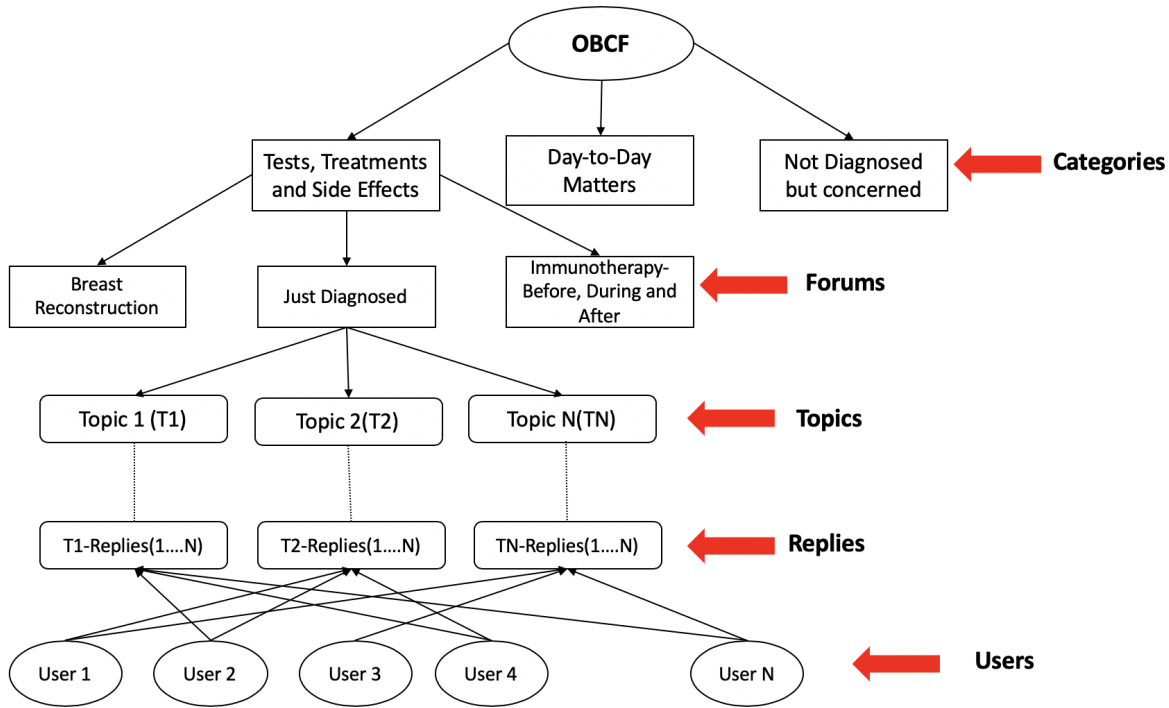 OBCF
Tests, Treatments
and Side Effects
Day-to-Day
Matters
Not Diagnosed
but concerned
Categories
Breast
Reconstruction
Just Diagnosed
Immunotherapy-
Before, During and
After
Forums
Topic 1 (T1)
Topic 2(T2)
Topic N(TN)
Topics
T1-Replies(1....N)
T2-Replies(1....N)
TN-Replies(1....N)
Replies
User 1
User 2
User 3
User 4
User N
Users